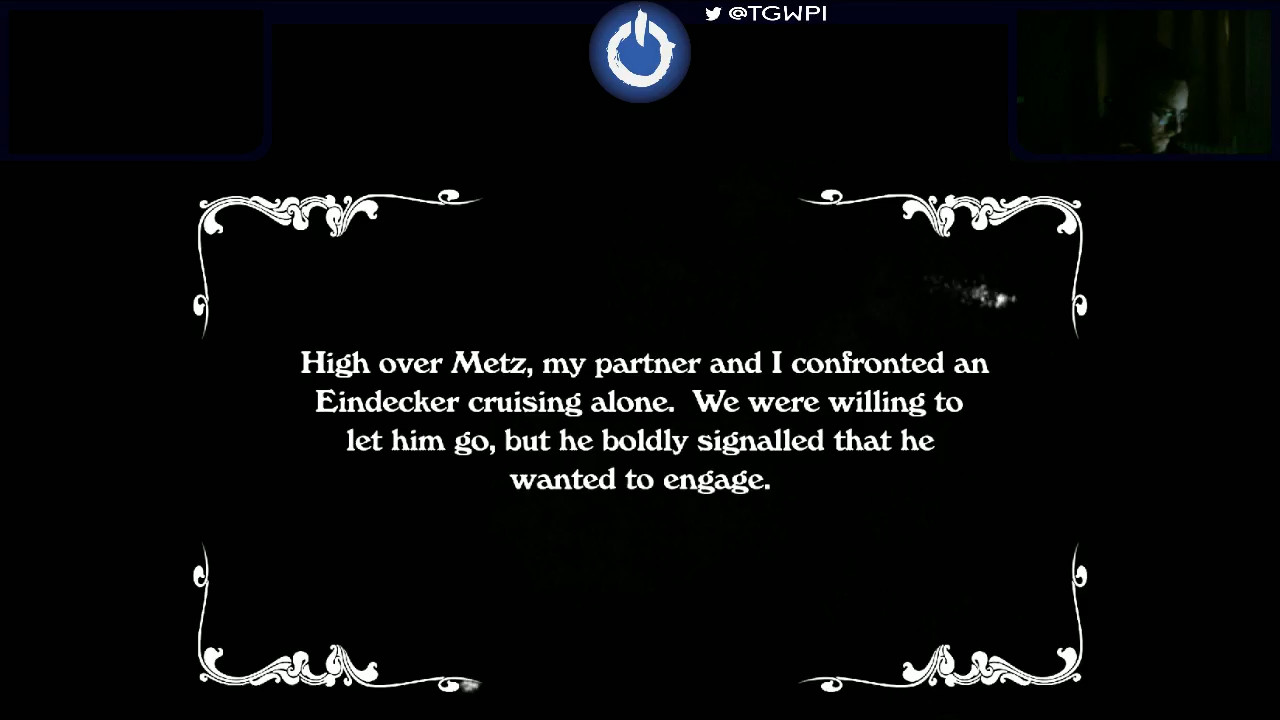 @TGWPI
High over Metz, my partner and I confronted an
Eindecker cruising alone.  We were willing to
let him go, but he boldly signalled that he
wanted to engage.